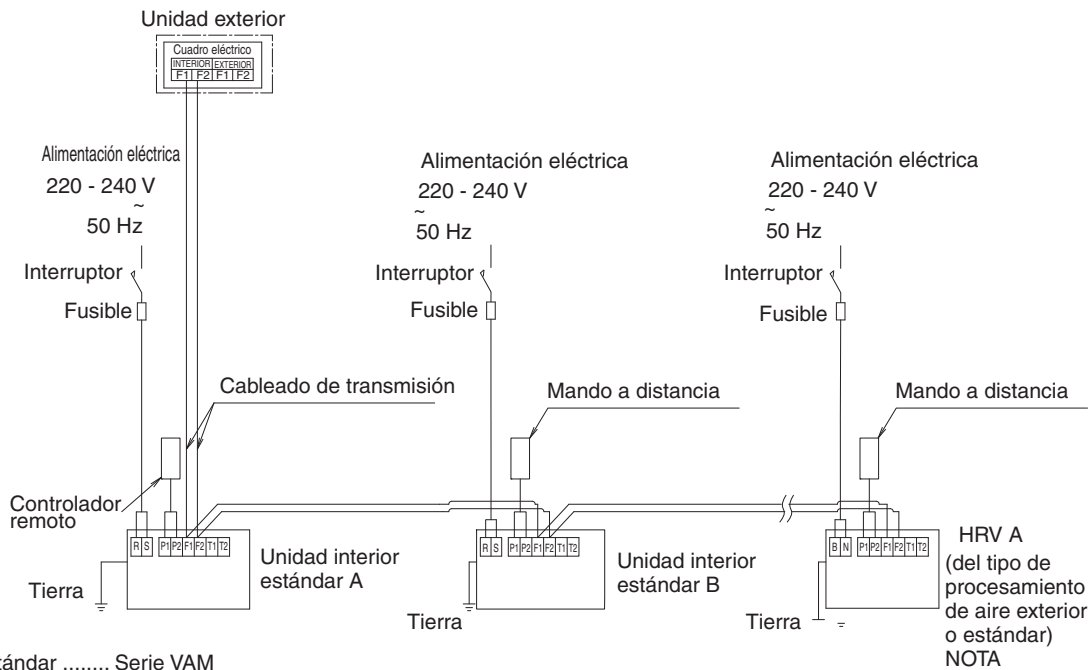 Unidad exterior
Cuadro eléctrico
INTERIOR EXTERIOR
F1 F2 F1 F2
Alimentación eléctrica
220 - 240 V
~
50 Hz
Interruptor
Fusible
Alimentación eléctrica
220 - 240 V
~
50 Hz
Interruptor
Fusible
Alimentación eléctrica
220 - 240 V
~
50 Hz
Interruptor
Fusible
Cableado de transmisión
Mando a distancia
Mando a distancia
Controlador
remoto
R S P1 P2 F1 F2 T1 T2
Unidad interior
estándar A
Tierra
R S P1 P2 F1 F2 T1 T2
Unidad interior
estándar B
Tierra
B N P1 P2 F1 F2 T1 T2
HRV A
(del tipo de
procesamiento
de aire exterior
o estándar)
NOTA
Tierra
tándar ........ Serie VAM